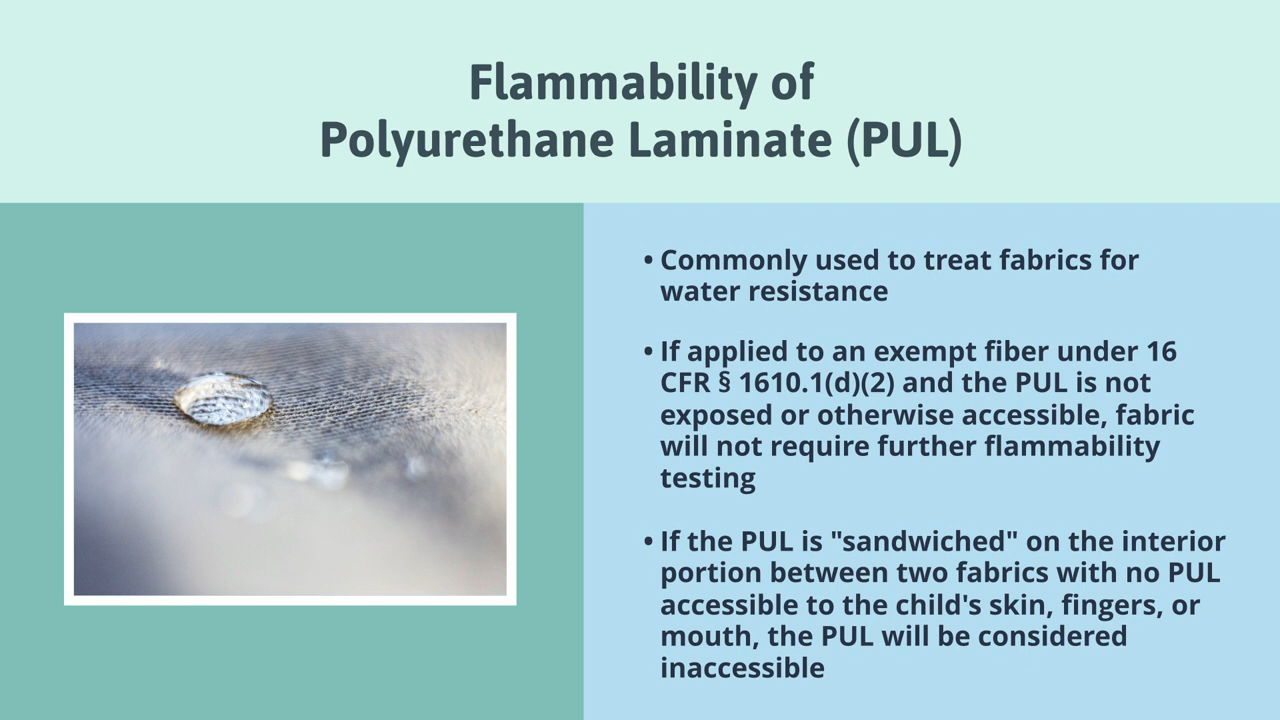 Flammability of
Polyurethane Laminate (PUL)
• Commonly used to treat fabrics for
water resistance
• If applied to an exempt fiber under 16
CFR § 1610.1(d)(2) and the PUL is not
exposed or otherwise accessible, fabric
will not require further flammability
testing
• If the PUL is "sandwiched" on the interior
portion between two fabrics with no PUL
accessible to the child's skin, fingers, or
mouth, the PUL will be considered
inaccessible